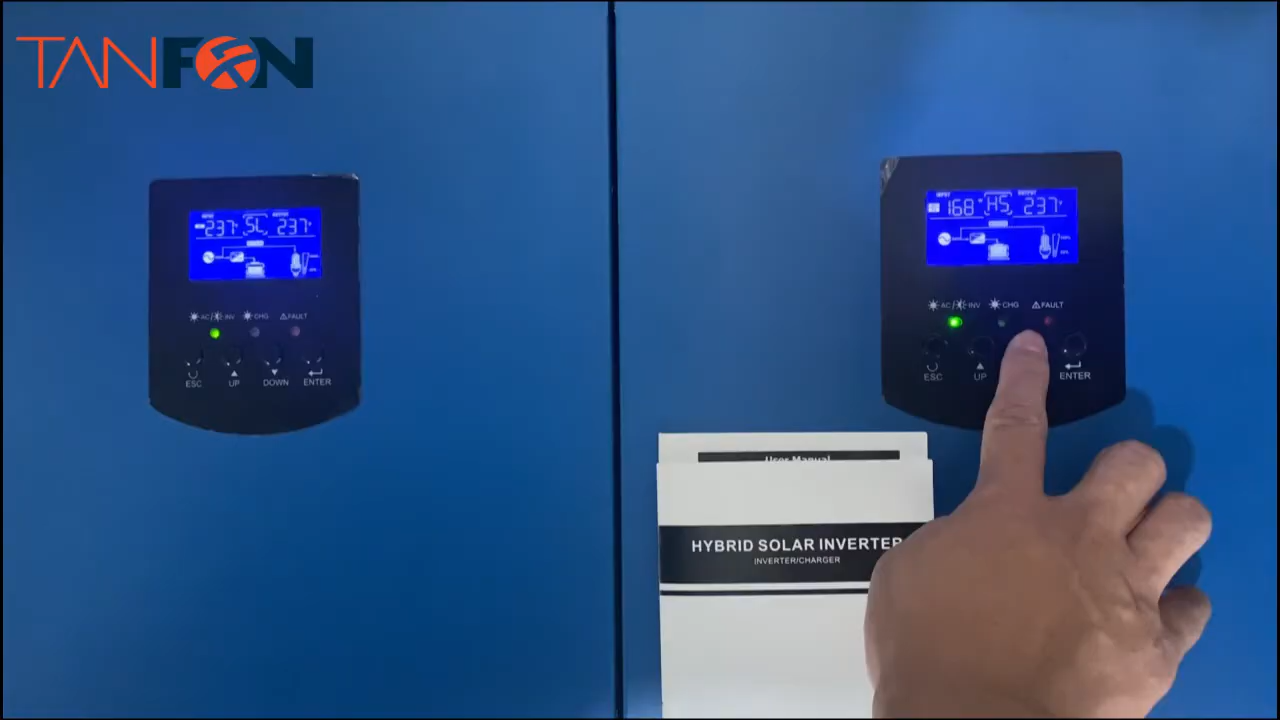 TANFON
237 SL 237
AC/ INV CHG FAULT
ESC UP DOWN ENTER
168 HS 237
AC/ INV CHG FAULT
ESC UP ENTER
User Manual
HYBRID SOLAR INVERTER
INVERTER/CHARGER